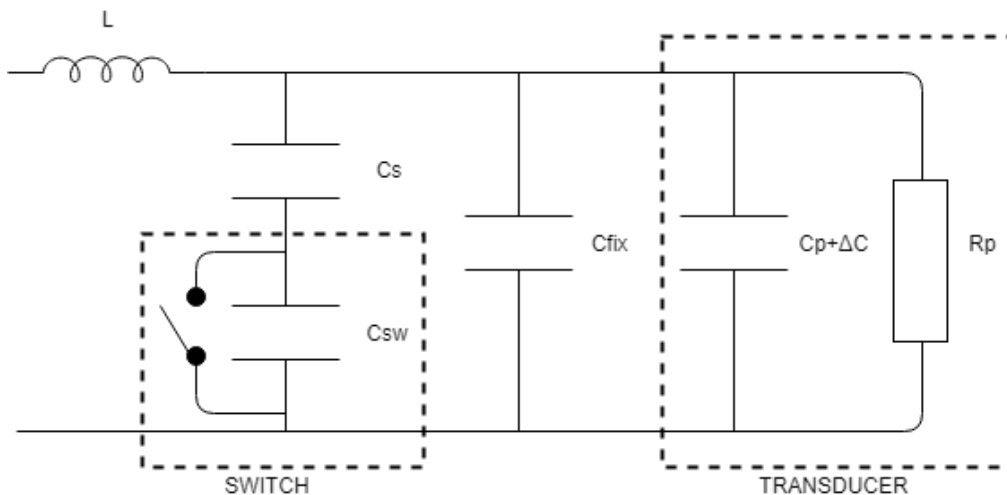 L
Cs
Cfix
Cp+ΔC
Rp
Csw
SWITCH
TRANSDUCER